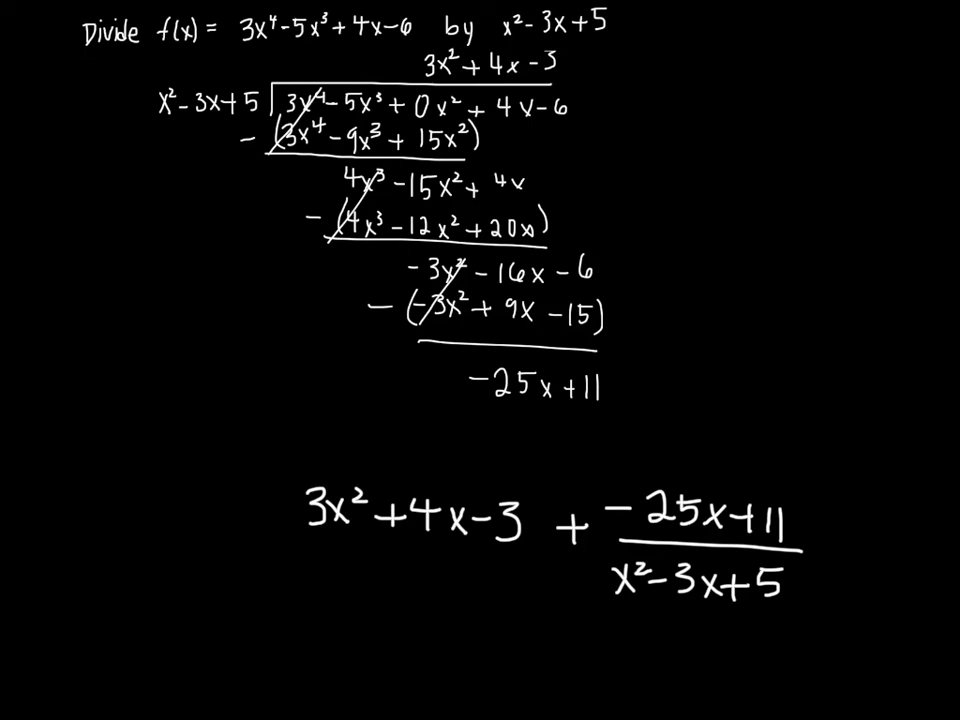 Divide f(x) = 3x⁴-5x³+4x-6 by x²-3x+5
3x²+4x-3
x²-3x+5 3x⁴-5x³+0x²+4x-6
-(3x⁴-9x³+15x²)
4x³-15x²+4x
-(4x³-12x²+20x)
-3x²-16x-6
-(-3x²+9x-15)
-25x+11
3x²+4x-3 + -25x+11
x²-3x+5